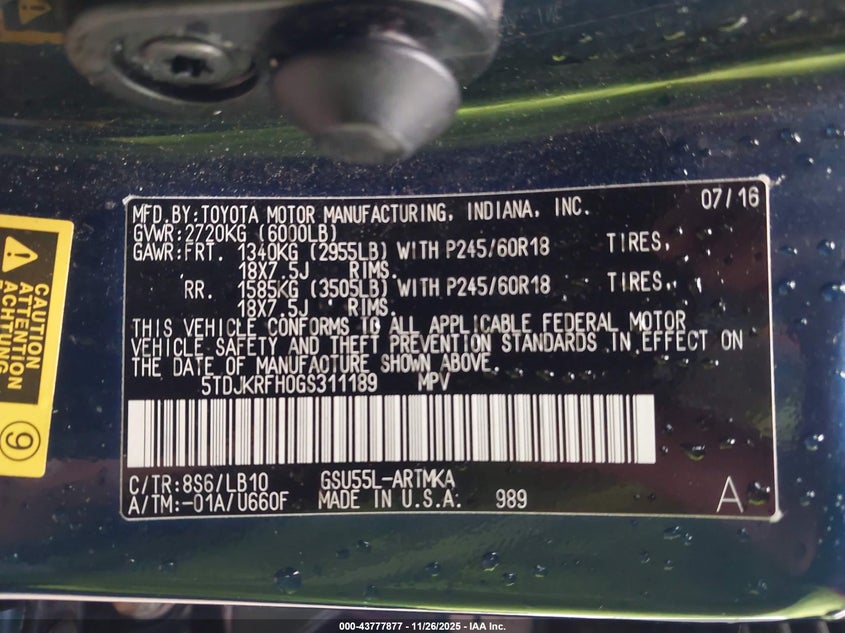 MFD.BY:TOYOTA MOTOR MANUFACTURING, INDIANA, INC. 07/16
GVWR:2720KG (6000LB)
GAWR:FRT. 1340KG (2955LB) WITH P245/60R18 TIRES,
18X7.5J RIMS.
RR. 1585KG (3505LB) WITH P245/60R18 TIRES,
18X7.5J RIMS.
THIS VEHICLE CONFORMS TO ALL APPLICABLE FEDERAL MOTOR
VEHICLE SAFETY AND THEFT PREVENTION STANDARDS IN EFFECT ON
THE DATE OF MANUFACTURE SHOWN ABOVE.
5TDJKRFH0GS311189 MPV
C/TR:8S6/LB10 GSU55L-ARTMKA
A/TM:-01A/U660F MADE IN U.S.A. 989 A
CAUTION
ATTENTION
ACHTUNG
9
000-43777877 - 11/26/2025 - IAA Inc.